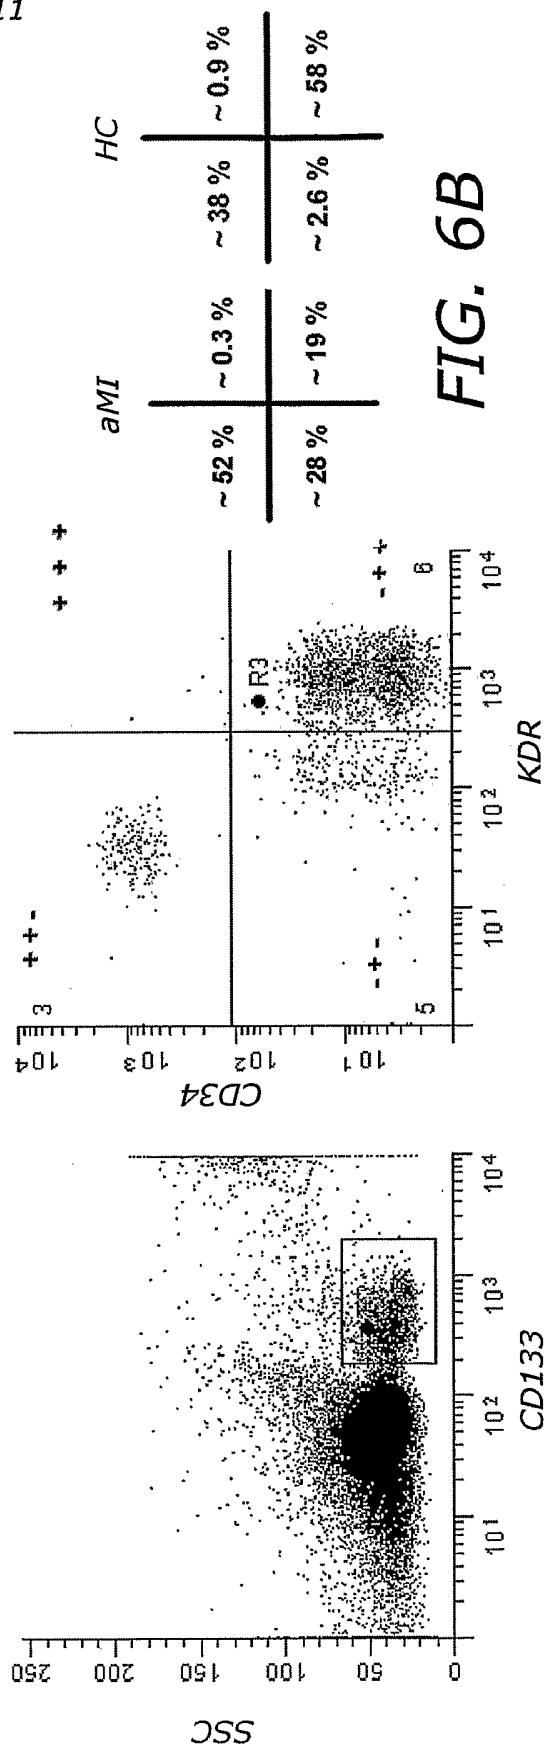 250
200
150
100
50
0
SSC
10¹ 10² 10³ 10⁴
CD133
10⁴
10³
10²
10¹
CD34
3
+ + -
+ + +
R3
- + -
5
- + +
6
10¹ 10² 10³ 10⁴
KDR
aMI
~ 52 % ~ 0.3 %
~ 28 % ~ 19 %
HC
~ 38 % ~ 0.9 %
~ 2.6 % ~ 58 %
FIG. 6B